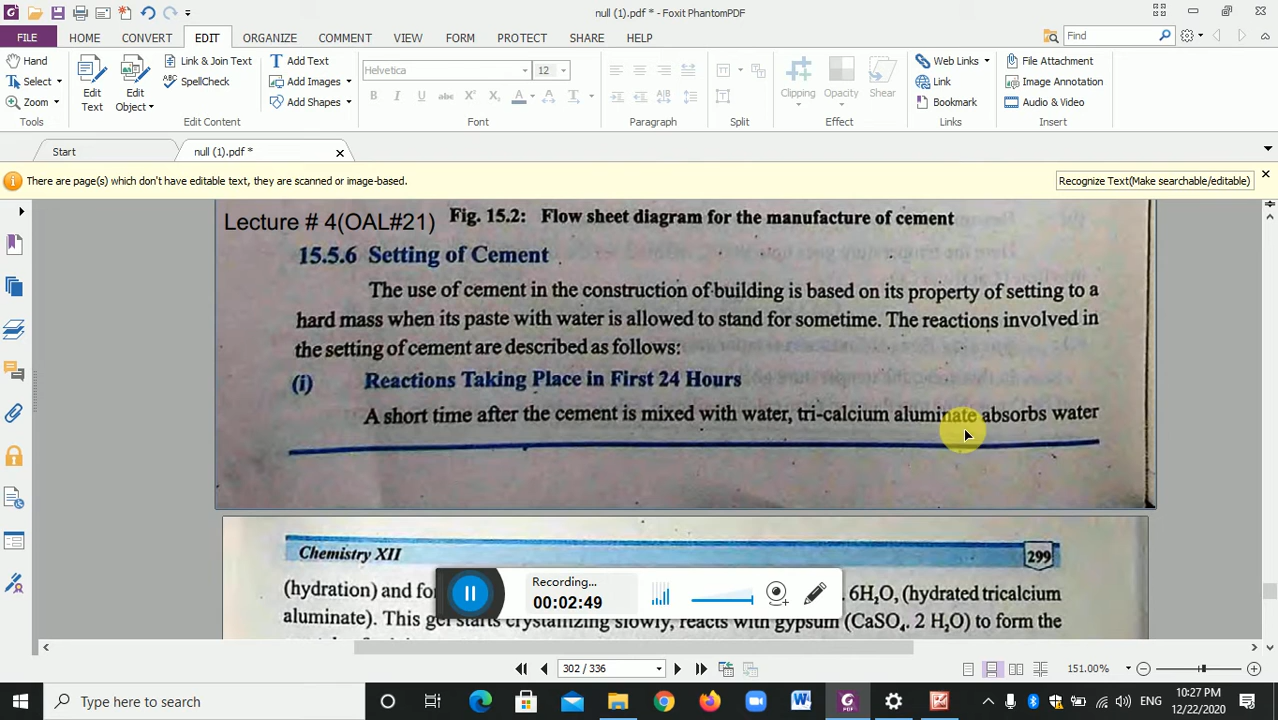 null (1).pdf * - Foxit PhantomPDF
FILE HOME CONVERT EDIT ORGANIZE COMMENT VIEW FORM PROTECT SHARE HELP
Find
Hand
Select
Zoom
Tools
Edit Text
Edit Object
Link & Join Text
SpellCheck
Edit Content
Add Text
Add Images
Add Shapes
Helvetica 12
B I U abc X² X₂ A
Font
Paragraph
Split
Clipping Opacity Shear
Effect
Web Links
Link
Bookmark
Links
File Attachment
Image Annotation
Audio & Video
Insert
Start null (1).pdf *
There are page(s) which don't have editable text, they are scanned or image-based. Recognize Text(Make searchable/editable)
Lecture # 4(OAL#21) Fig. 15.2: Flow sheet diagram for the manufacture of cement
15.5.6 Setting of Cement
The use of cement in the construction of building is based on its property of setting to a
hard mass when its paste with water is allowed to stand for sometime. The reactions involved in
the setting of cement are described as follows:
(i) Reactions Taking Place in First 24 Hours
A short time after the cement is mixed with water, tri-calcium aluminate absorbs water
Chemistry XII 299
(hydration) and fo . 6H₂O, (hydrated tricalcium
aluminate). This gel starts crystallizing slowly, reacts with gypsum (CaSO₄. 2 H₂O) to form the
Recording...
00:02:49
302 / 336
151.00%
Type here to search
ENG
10:27 PM
12/22/2020